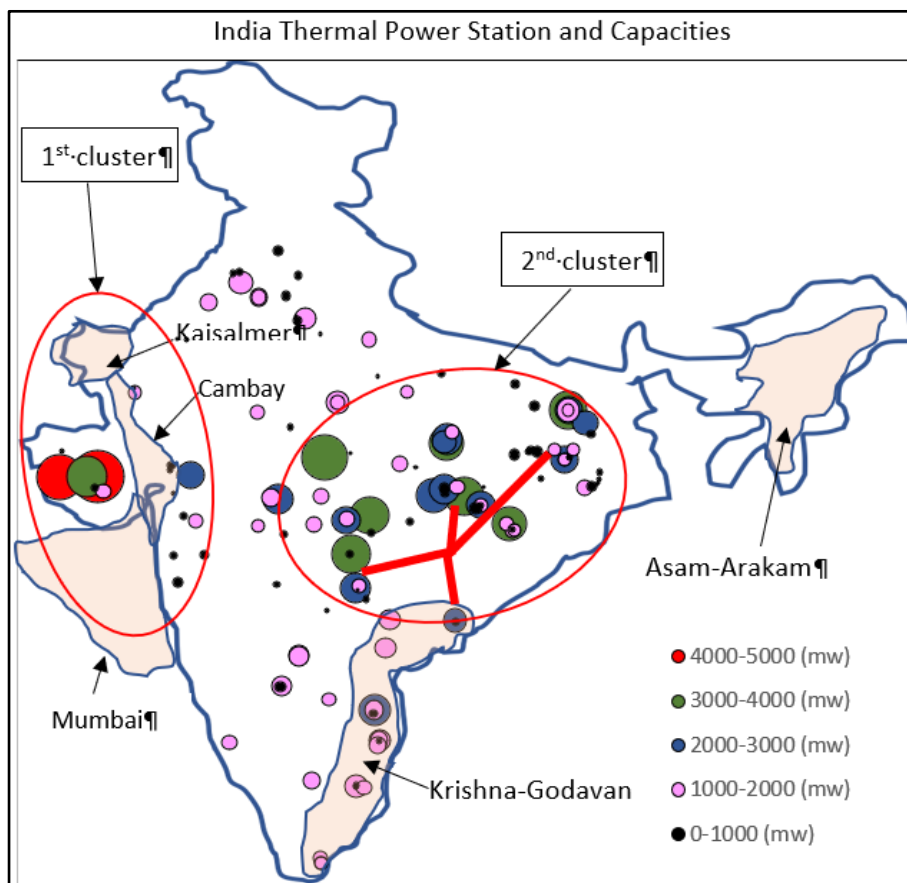 India Thermal Power Station and Capacities
1st·cluster¶
2nd·cluster¶
Kaisalmer¶
Cambay
Asam-Arakam¶
Mumbai¶
Krishna-Godavan
4000-5000 (mw)
3000-4000 (mw)
2000-3000 (mw)
1000-2000 (mw)
0-1000 (mw)